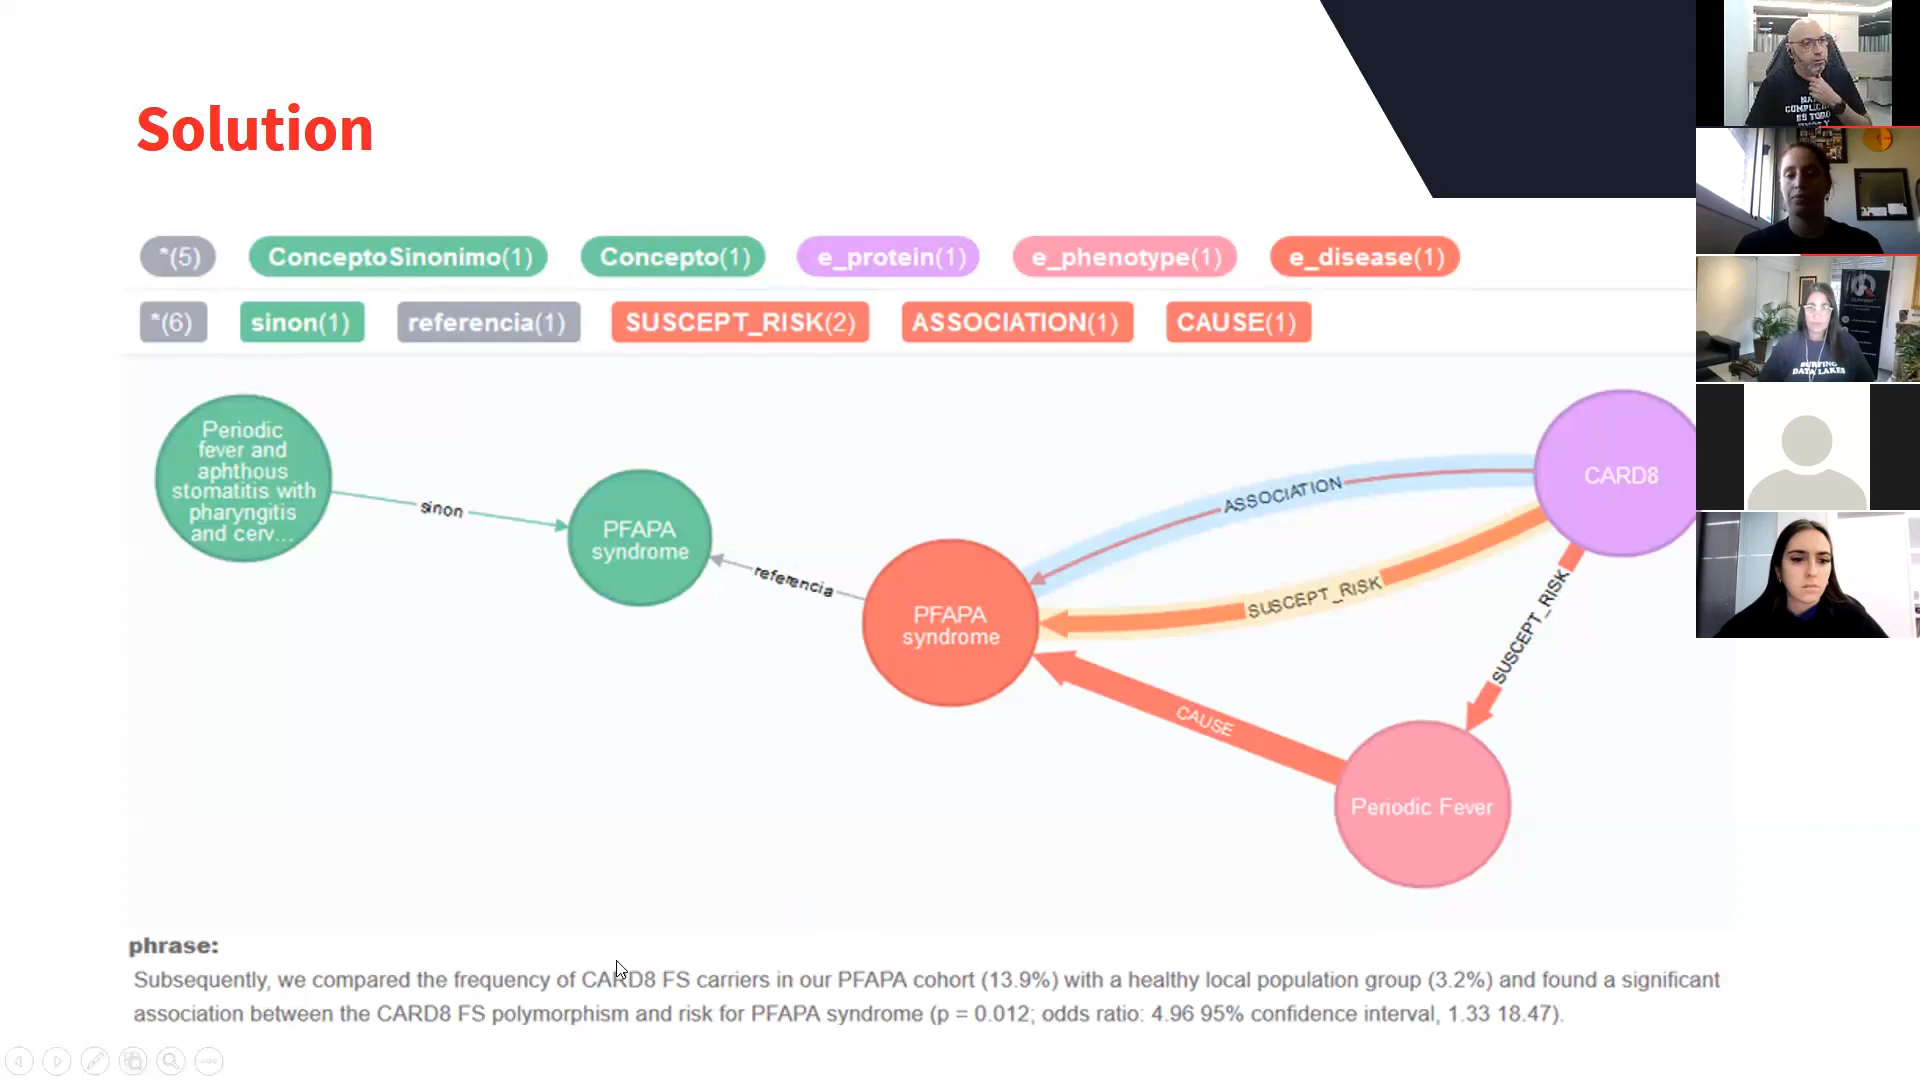 Solution
*(5) ConceptoSinonimo(1) Concepto(1) e_protein(1) e_phenotype(1) e_disease(1)
*(6) sinon(1) referencia(1) SUSCEPT_RISK(2) ASSOCIATION(1) CAUSE(1)
Periodic
fever and
aphthous
stomatitis with
pharyngitis
and cerv...
sinon
PFAPA
syndrome
referencia
PFAPA
syndrome
ASSOCIATION
SUSCEPT_RISK
CARD8
SUSCEPT_RISK
CAUSE
Periodic Fever
phrase:
Subsequently, we compared the frequency of CARD8 FS carriers in our PFAPA cohort (13.9%) with a healthy local population group (3.2%) and found a significant
association between the CARD8 FS polymorphism and risk for PFAPA syndrome (p = 0.012; odds ratio: 4.96 95% confidence interval, 1.33 18.47).
ES TODO
SURFING
DATA LAKES